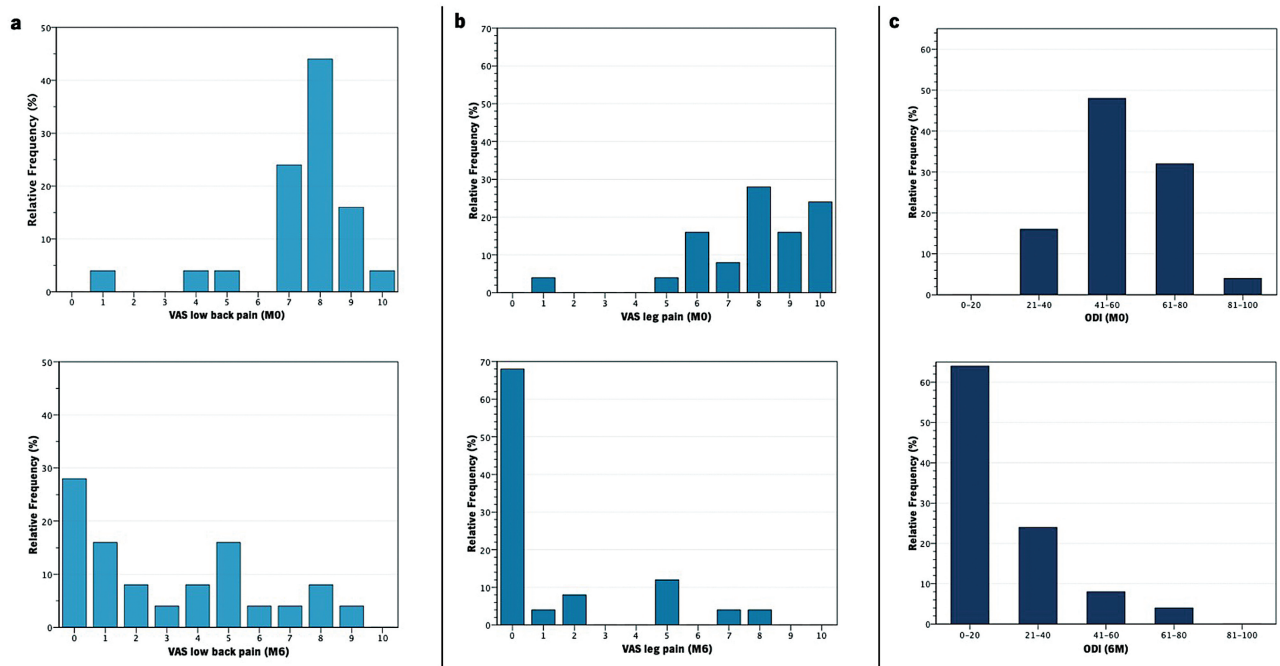 a
50
40
30
20
10
0
Relative Frequency (%)
0 1 2 3 4 5 6 7 8 9 10
VAS low back pain (M0)
50
40
30
20
10
0
Relative Frequency (%)
0 1 2 3 4 5 6 7 8 9 10
VAS low back pain (M6)
b
70
60
50
40
30
20
10
0
Relative Frequency (%)
0 1 2 3 4 5 6 7 8 9 10
VAS leg pain (M0)
70
60
50
40
30
20
10
0
Relative Frequency (%)
0 1 2 3 4 5 6 7 8 9 10
VAS leg pain (M6)
c
60
50
40
30
20
10
0
Relative Frequency (%)
0-20 21-40 41-60 61-80 81-100
ODI (M0)
60
50
40
30
20
10
0
Relative Frequency (%)
0-20 21-40 41-60 61-80 81-100
ODI (6M)